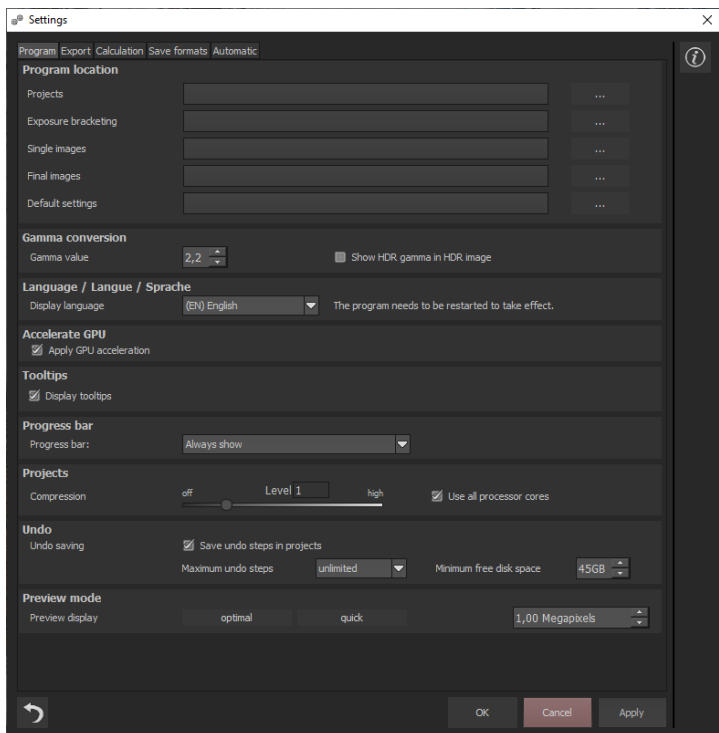 Settings
Program Export Calculation Save formats Automatic
Program location
Projects ...
Exposure bracketing ...
Single images ...
Final images ...
Default settings ...
Gamma conversion
Gamma value 2,2 Show HDR gamma in HDR image
Language / Langue / Sprache
Display language (EN) English The program needs to be restarted to take effect.
Accelerate GPU
Apply GPU acceleration
Tooltips
Display tooltips
Progress bar
Progress bar: Always show
Projects
Compression off Level 1 high Use all processor cores
Undo
Undo saving Save undo steps in projects
Maximum undo steps unlimited Minimum free disk space 45GB
Preview mode
Preview display optimal quick 1,00 Megapixels
OK Cancel Apply